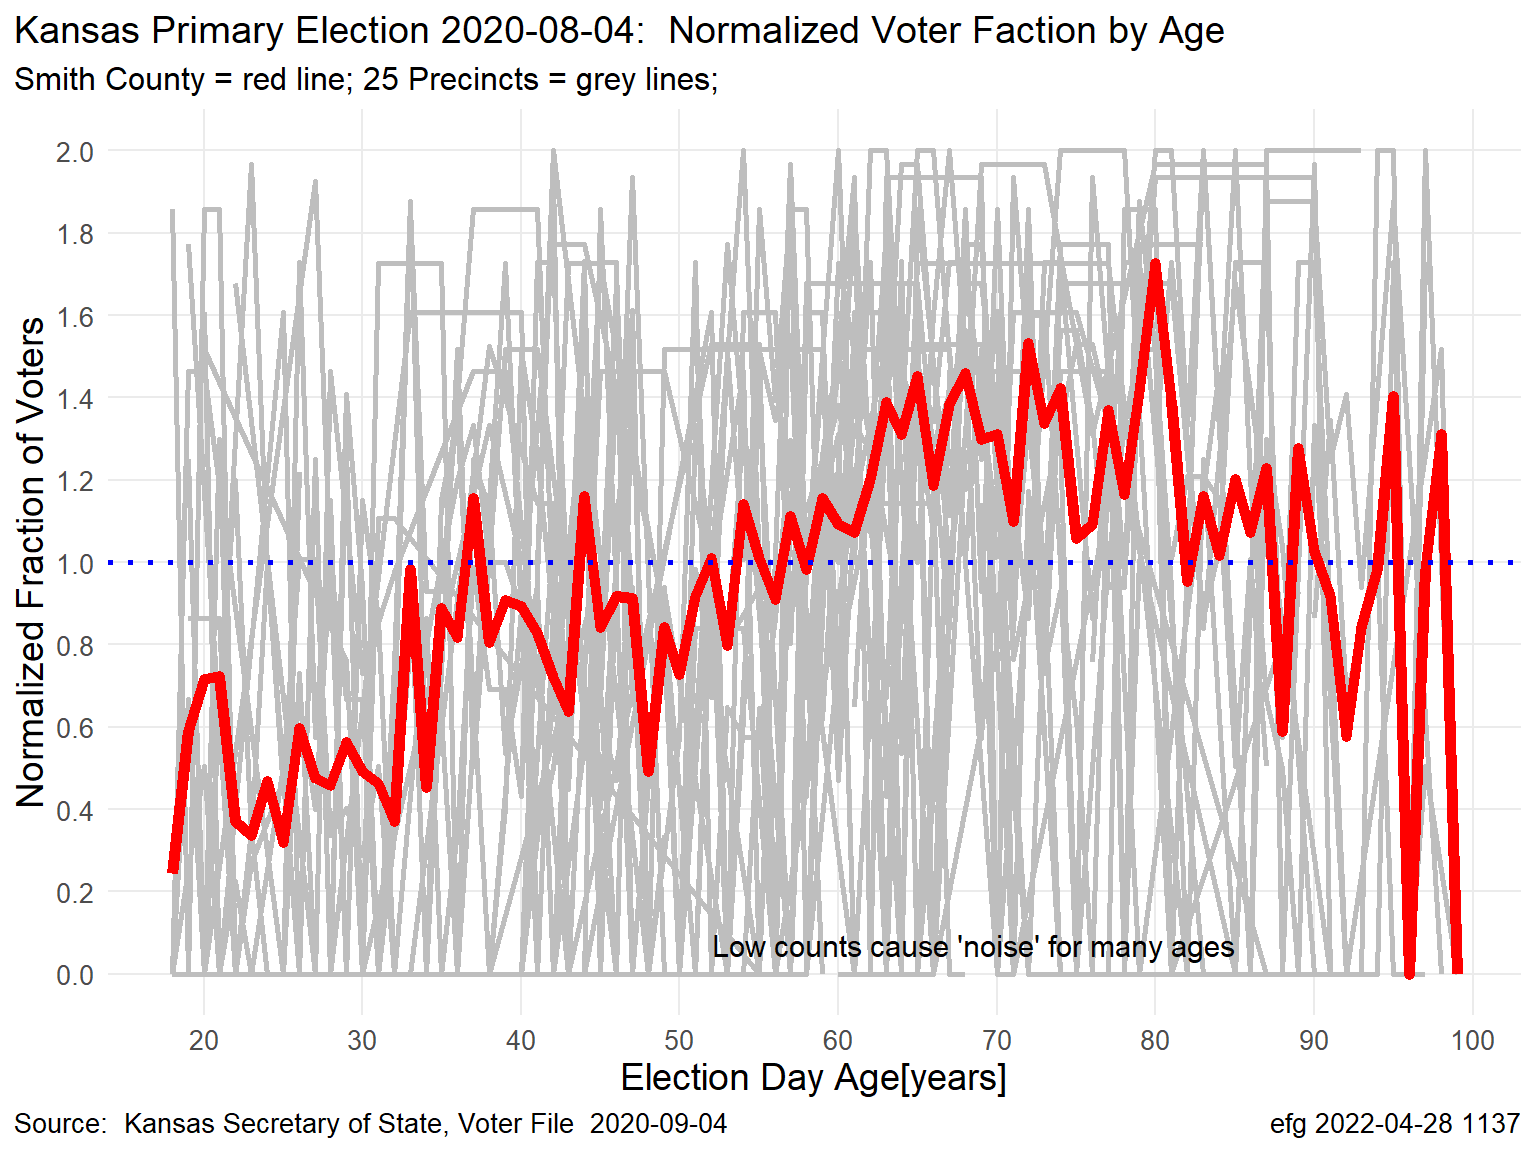 Kansas Primary Election 2020-08-04:  Normalized Voter Faction by Age
Smith County = red line; 25 Precincts = grey lines;
Normalized Fraction of Voters
2.0
1.8
1.6
1.4
1.2
1.0
0.8
0.6
0.4
0.2
0.0
Low counts cause 'noise' for many ages
20 30 40 50 60 70 80 90 100
Election Day Age[years]
Source:  Kansas Secretary of State, Voter File  2020-09-04
efg 2022-04-28 1137